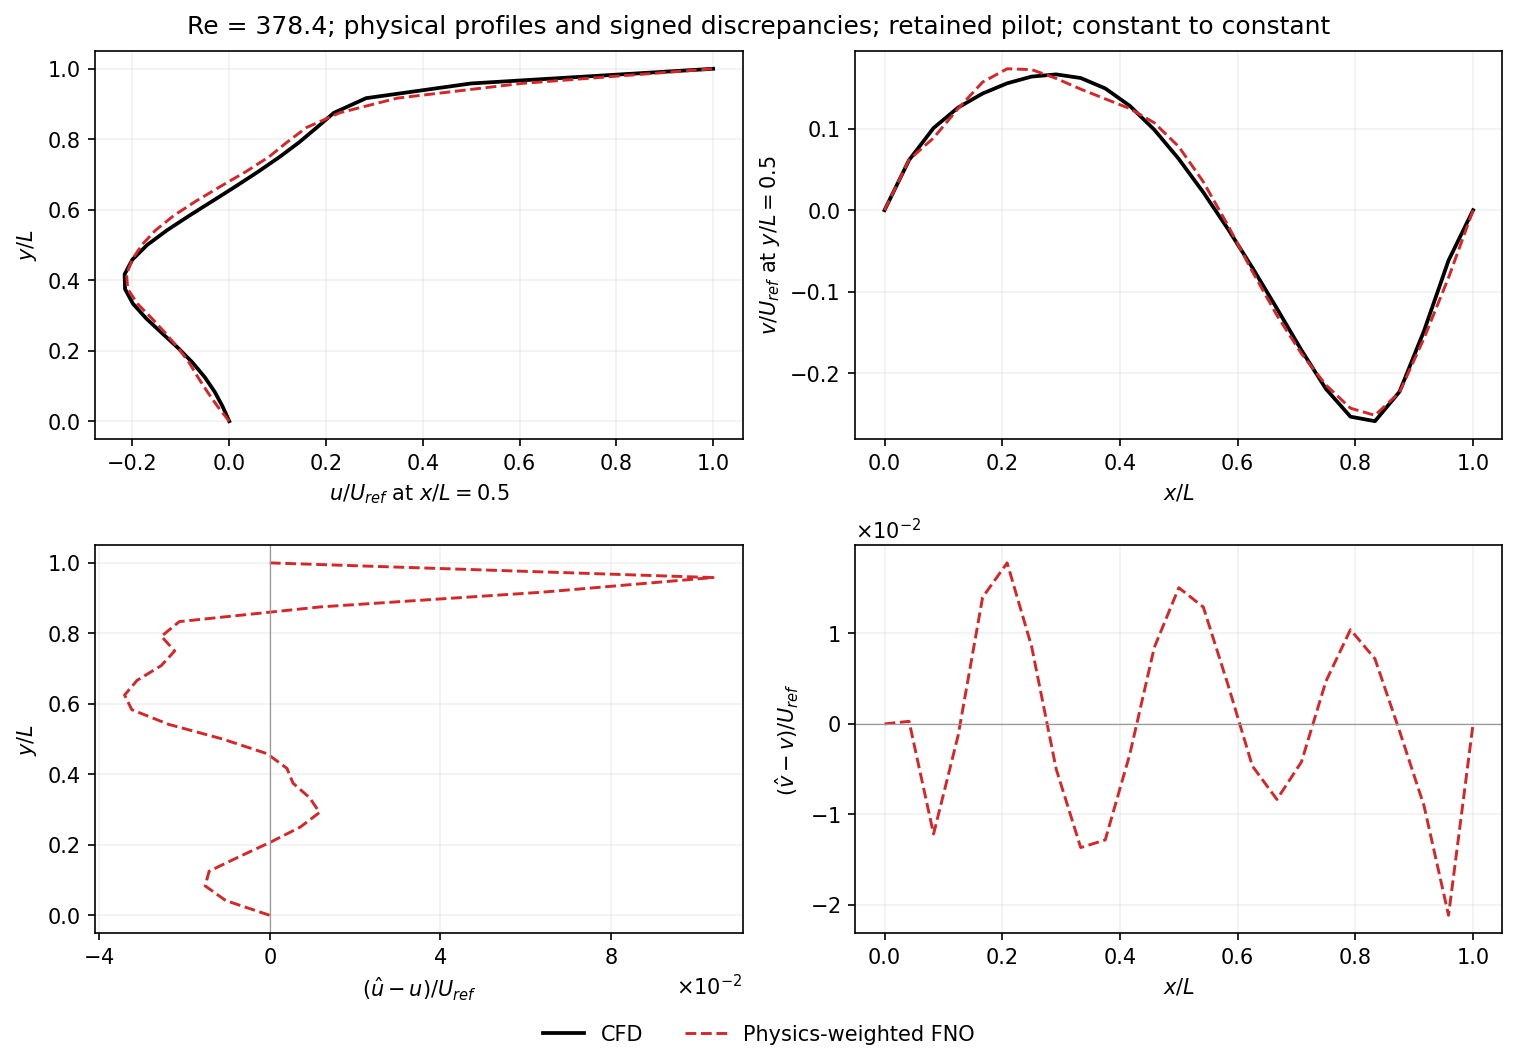 Re = 378.4; physical profiles and signed discrepancies; retained pilot; constant to constant
1.0
0.8
0.6
0.4
0.2
0.0
y/L
−0.2 0.0 0.2 0.4 0.6 0.8 1.0
u/U_ref at x/L = 0.5
0.1
0.0
−0.1
−0.2
v/U_ref at y/L = 0.5
0.0 0.2 0.4 0.6 0.8 1.0
x/L
1.0
0.8
0.6
0.4
0.2
0.0
y/L
−4 0 4 8
×10⁻²
(û − u)/U_ref
×10⁻²
1
0
−1
−2
(v̂ − v)/U_ref
0.0 0.2 0.4 0.6 0.8 1.0
x/L
CFD Physics-weighted FNO